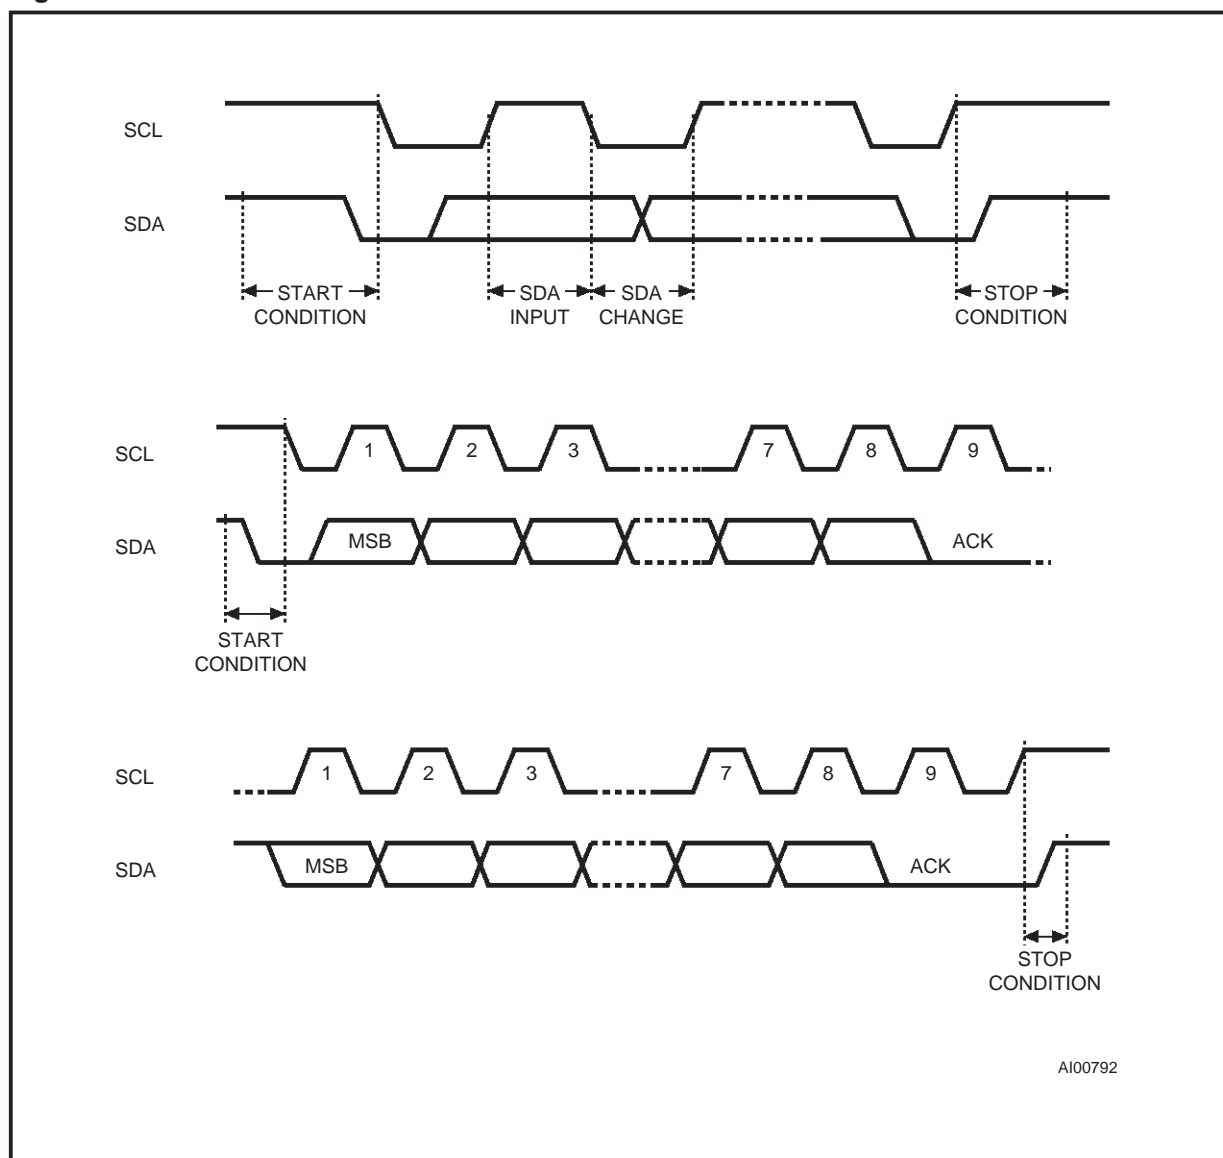 SCL
SDA
START CONDITION
SDA INPUT
SDA CHANGE
STOP CONDITION
SCL
1 2 3 7 8 9
SDA
MSB ACK
START CONDITION
SCL
1 2 3 7 8 9
SDA
MSB ACK
STOP CONDITION
AI00792